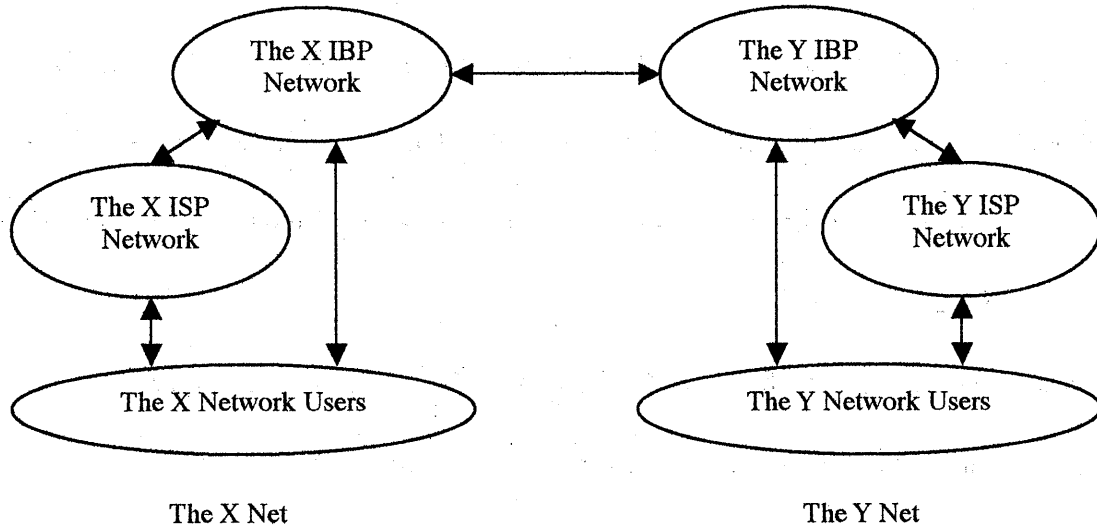 The X IBP
Network
The Y IBP
Network
The X ISP
Network
The Y ISP
Network
The X Network Users
The Y Network Users
The X Net
The Y Net